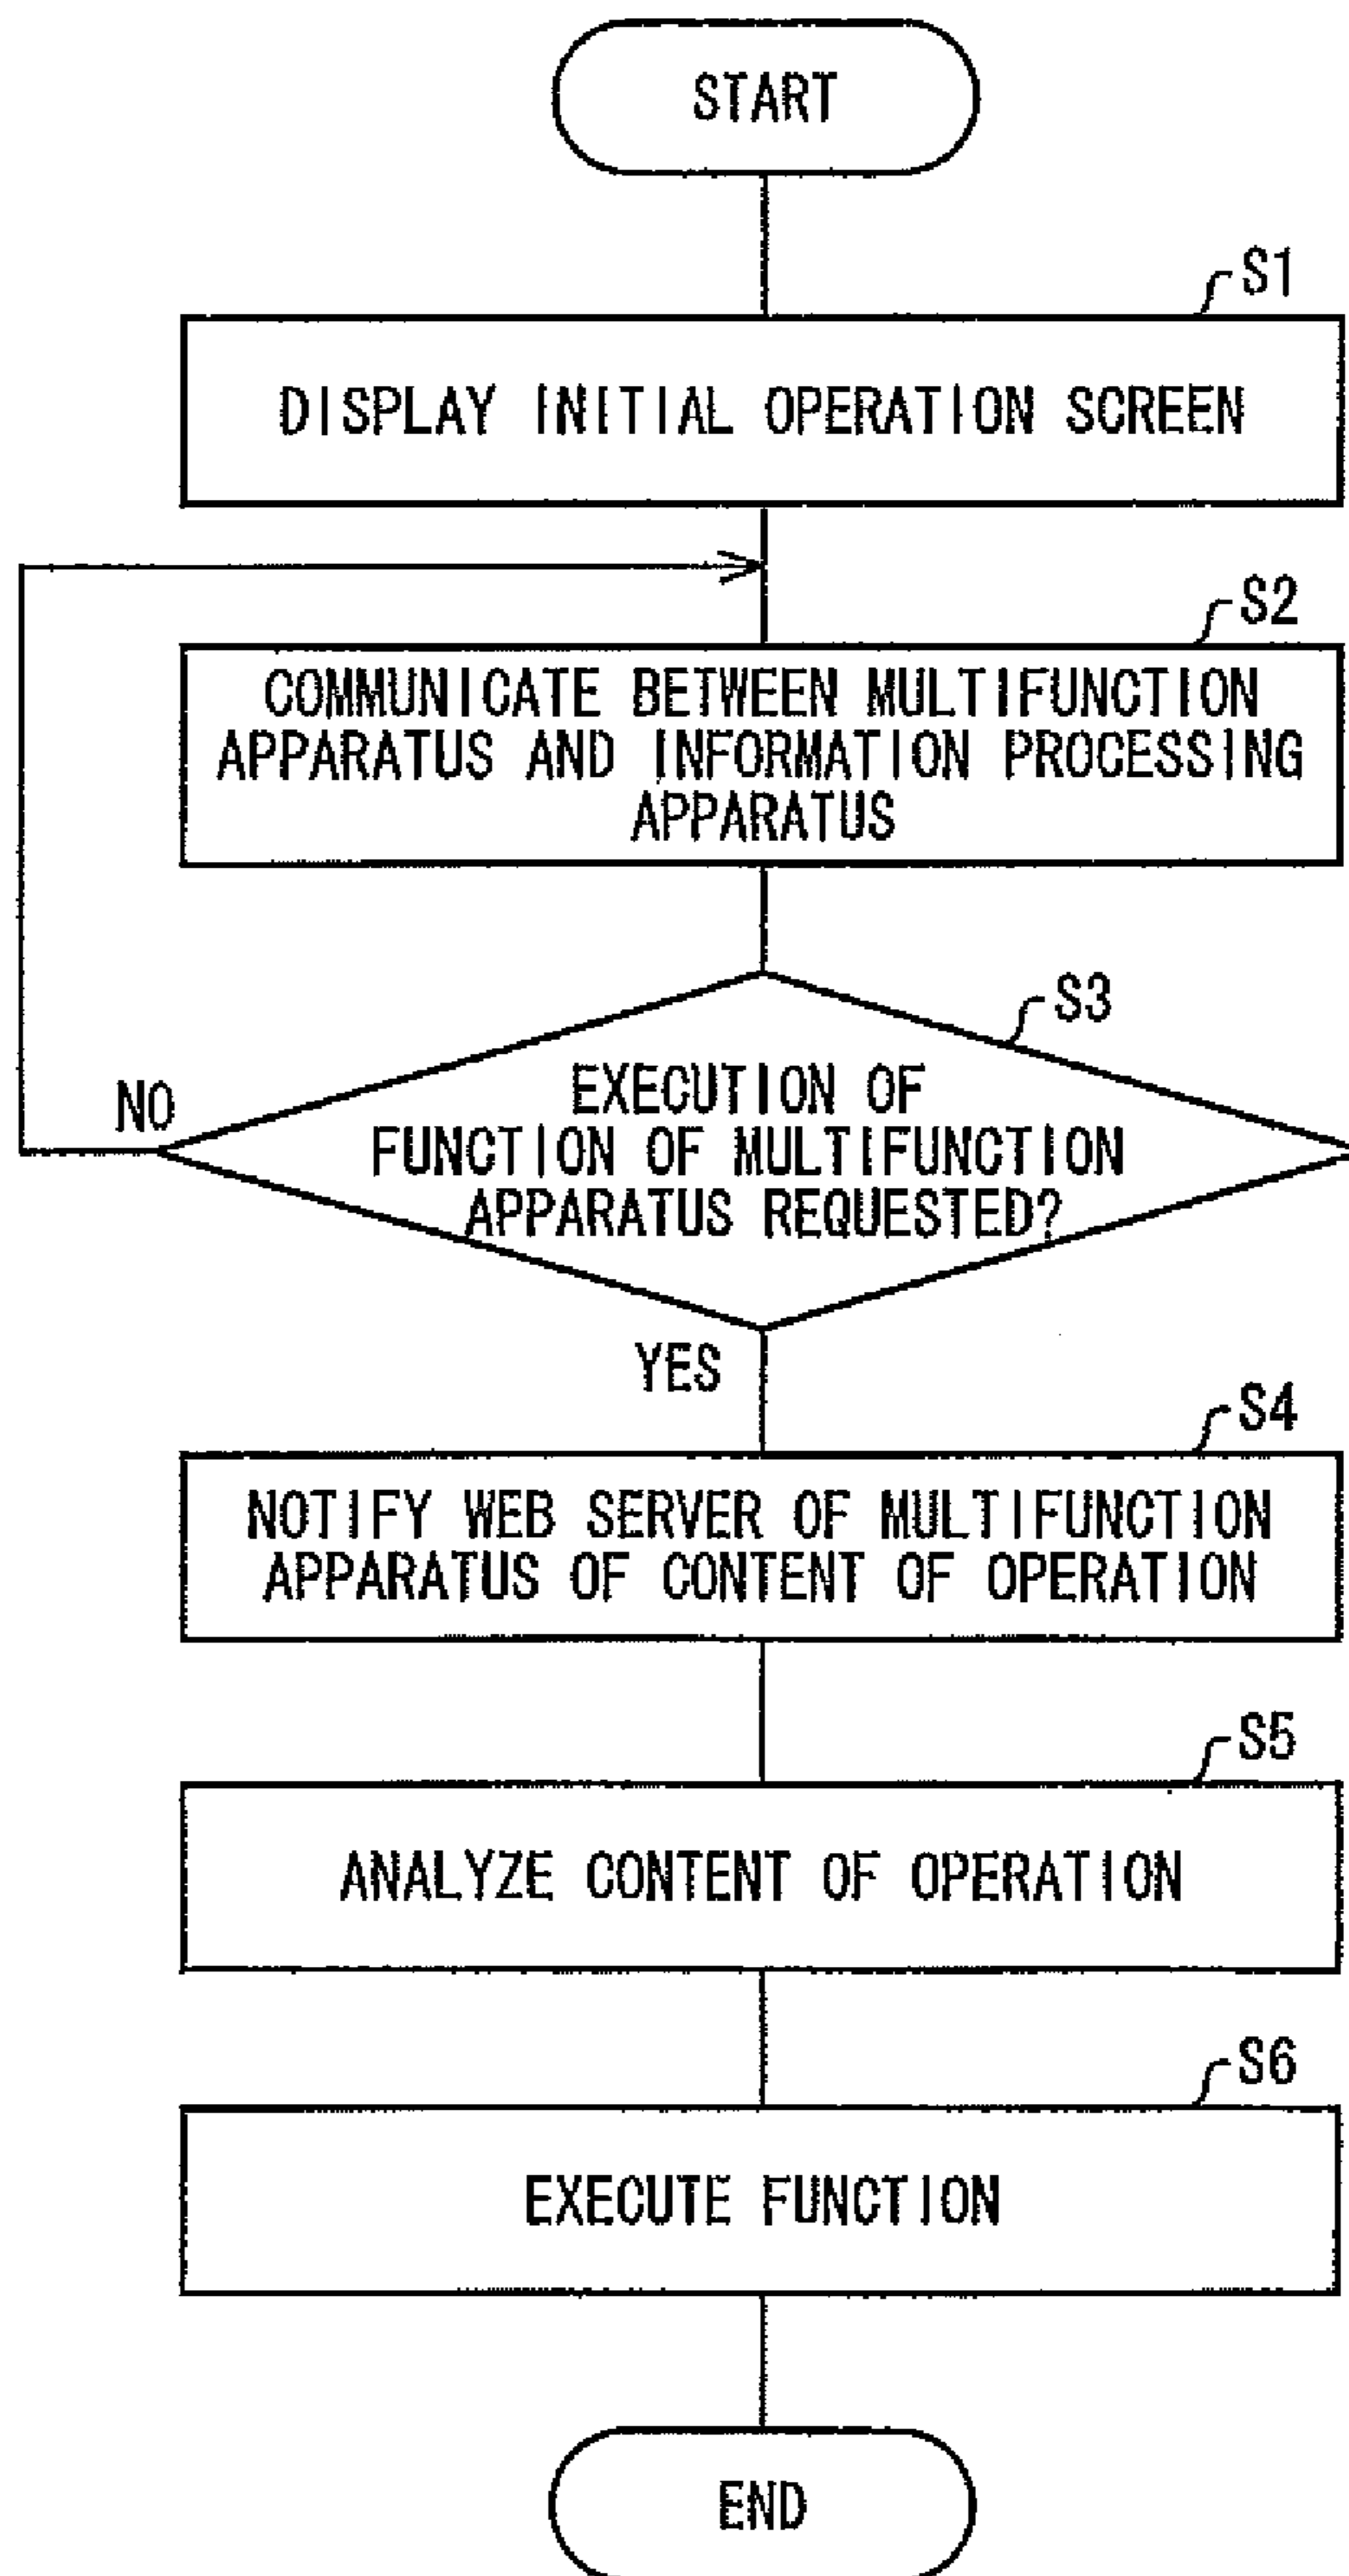 START
S1
DISPLAY INITIAL OPERATION SCREEN
S2
COMMUNICATE BETWEEN MULTIFUNCTION
APPARATUS AND INFORMATION PROCESSING
APPARATUS
S3
EXECUTION OF
FUNCTION OF MULTIFUNCTION
APPARATUS REQUESTED?
NO
YES
S4
NOTIFY WEB SERVER OF MULTIFUNCTION
APPARATUS OF CONTENT OF OPERATION
S5
ANALYZE CONTENT OF OPERATION
S6
EXECUTE FUNCTION
END